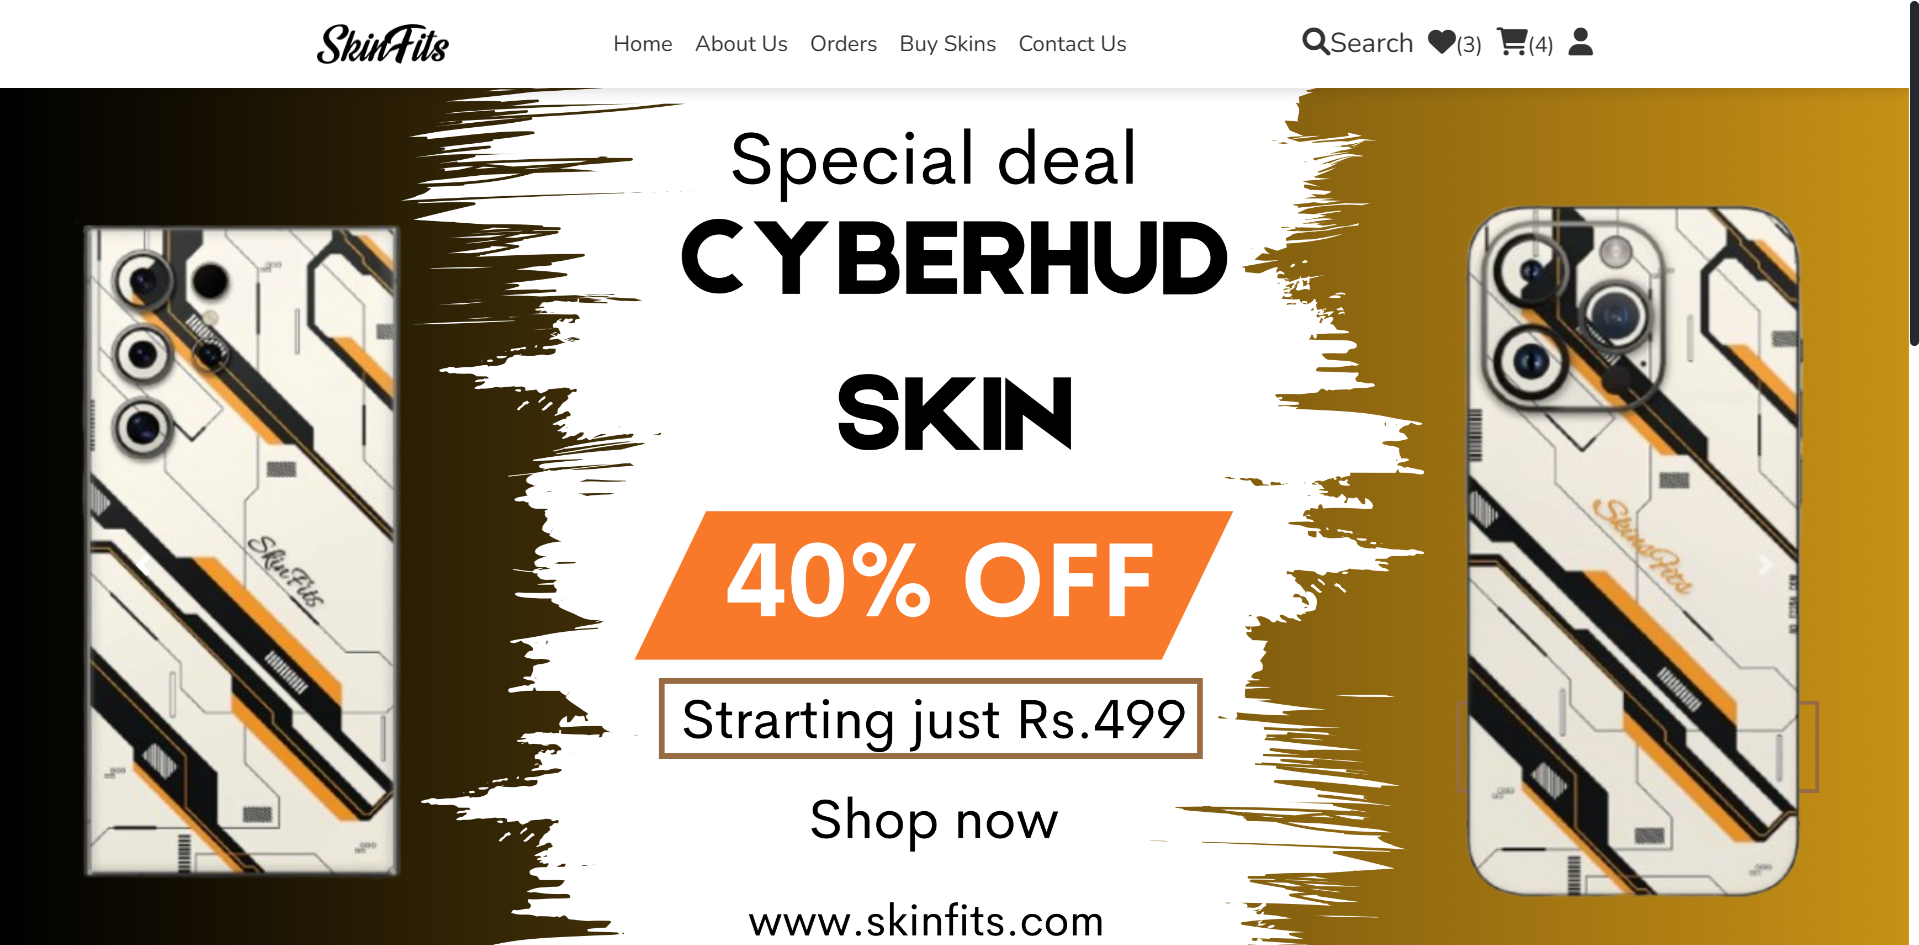 SkinFits
Home About Us Orders Buy Skins Contact Us
Search (3) (4)
Special deal
CYBERHUD
SKIN
40% OFF
Strarting just Rs.499
Shop now
www.skinfits.com
SkinFits
SkinsFits